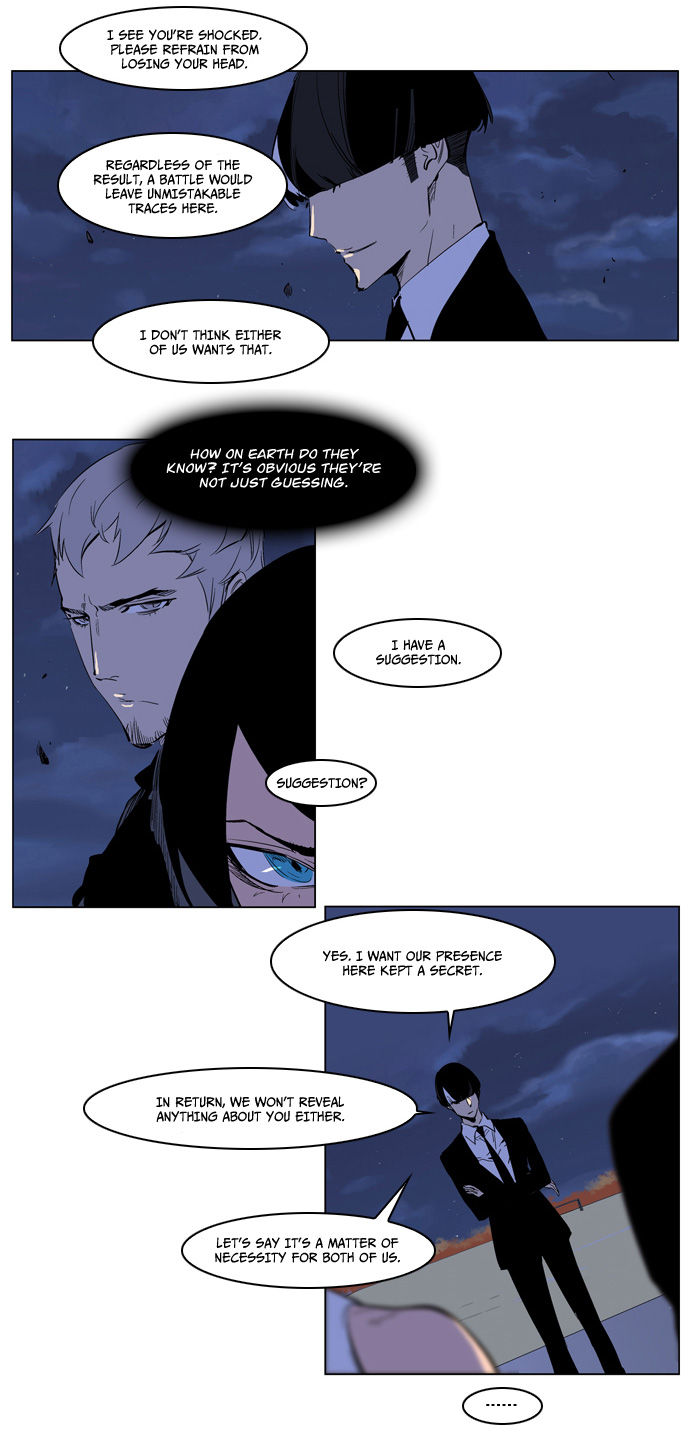 I SEE YOU'RE SHOCKED.
PLEASE REFRAIN FROM
LOSING YOUR HEAD.
REGARDLESS OF THE
RESULT, A BATTLE WOULD
LEAVE UNMISTAKABLE
TRACES HERE.
I DON'T THINK EITHER
OF US WANTS THAT.
HOW ON EARTH DO THEY
KNOW? IT'S OBVIOUS THEY'RE
NOT JUST GUESSING.
I HAVE A
SUGGESTION.
SUGGESTION?
YES. I WANT OUR PRESENCE
HERE KEPT A SECRET.
IN RETURN, WE WON'T REVEAL
ANYTHING ABOUT YOU EITHER.
LET'S SAY IT'S A MATTER OF
NECESSITY FOR BOTH OF US.
------